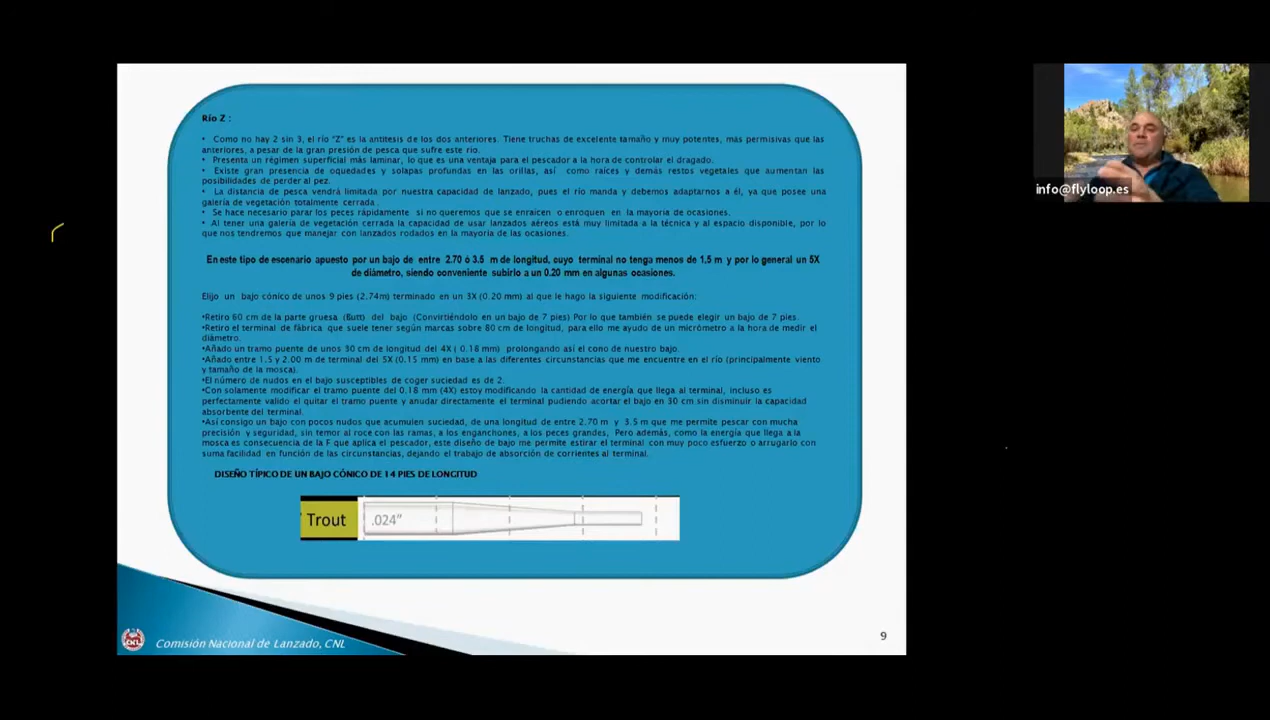 Río Z :
• Como no hay 2 sin 3, el río "Z" es la antítesis de los dos anteriores. Tiene truchas de excelente tamaño y muy potentes, mas permisivas que las
anteriores, a pesar de la gran presión de pesca que sufre este río.
• Presenta un régimen superficial más laminar, lo que es una ventaja para el pescador a la hora de controlar el dragado.
• Existe gran presencia de oquedades y solapas profundas en las orillas, así como raíces y demás restos vegetales que aumentan las
posibilidades de perder al pez.
• La distancia de pesca vendrá limitada por nuestra capacidad de lanzado, pues el río manda y debemos adaptarnos a él, ya que posee una
galería de vegetación totalmente cerrada .
• Se hace necesario parar los peces rápidamente si no queremos que se enraícen o enroquen en la mayoría de ocasiones.
• Al tener una galería de vegetación cerrada la capacidad de usar lanzados aéreos está muy limitada a la técnica y al espacio disponible, por lo
que nos tendremos que manejar con lanzados rodados en la mayoría de las ocasiones.
En este tipo de escenario apuesto por un bajo de entre 2.70 ó 3.5 m de longitud, cuyo terminal no tenga menos de 1,5 m y por lo general un 5X
de diámetro, siendo conveniente subirlo a un 0.20 mm en algunas ocasiones.
Elijo un bajo cónico de unos 9 pies (2.74m) terminado en un 3X (0.20 mm) al que le hago la siguiente modificación:
•Retiro 60 cm de la parte gruesa (Butt) del bajo (Convirtiéndolo en un bajo de 7 pies) Por lo que también se puede elegir un bajo de 7 pies.
•Retiro el terminal de fábrica que suele tener según marcas sobre 80 cm de longitud, para ello me ayudo de un micrómetro a la hora de medir el
diámetro.
•Añado un tramo puente de unos 30 cm de longitud del 4X ( 0.18 mm) prolongando así el cono de nuestro bajo.
•Añado entre 1.5 y 2.00 m de terminal del 5X (0.15 mm) en base a las diferentes circunstancias que me encuentre en el río (principalmente viento
y tamaño de la mosca).
•El número de nudos en el bajo susceptibles de coger suciedad es de 2.
•Con solamente modificar el tramo puente del 0.18 mm (4X) estoy modificando la cantidad de energía que llega al terminal, incluso es
perfectamente valido el quitar el tramo puente y anudar directamente el terminal pudiendo acortar el bajo en 30 cm sin disminuir la capacidad
absorbente del terminal.
•Así consigo un bajo con pocos nudos que acumulen suciedad, de una longitud de entre 2.70 m y 3.5 m que me permite pescar con mucha
precisión y seguridad, sin temor al roce con las ramas, a los enganchones, a los peces grandes, Pero además, como la energía que llega a la
mosca es consecuencia de la F que aplica el pescador, este diseño de bajo me permite estirar el terminal con muy poco esfuerzo o arrugarlo con
suma facilidad en función de las circunstancias, dejando el trabajo de absorción de corrientes al terminal.
DISEÑO TÍPICO DE UN BAJO CÓNICO DE 14 PIES DE LONGITUD
Trout .024"
Comisión Nacional de Lanzado, CNL
9
info@flyloop.es